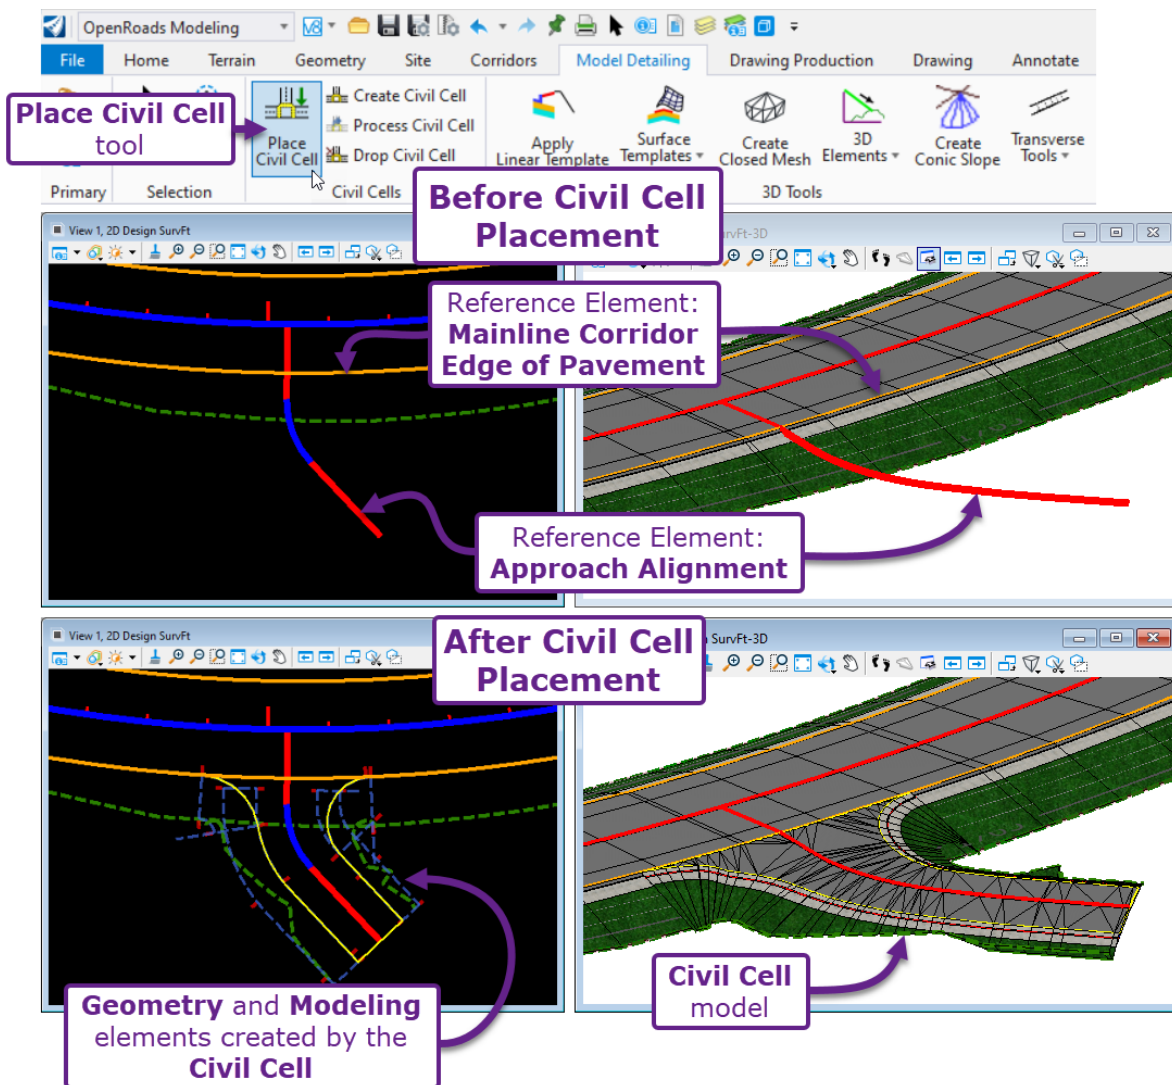 OpenRoads Modeling
File Home Terrain Geometry Site Corridors Model Detailing Drawing Production Drawing Annotate
Place Civil Cell
tool
Place
Civil Cell
Create Civil Cell
Process Civil Cell
Drop Civil Cell
Apply
Linear Template
Surface
Templates
Create
Closed Mesh
3D
Elements
Create
Conic Slope
Transverse
Tools
Primary Selection Civil Cells 3D Tools
Before Civil Cell
Placement
View 1, 2D Design SurvFt
urvFt-3D
Reference Element:
Mainline Corridor
Edge of Pavement
Reference Element:
Approach Alignment
View 1, 2D Design SurvFt
SurvFt-3D
After Civil Cell
Placement
Geometry and Modeling
elements created by the
Civil Cell
Civil Cell
model